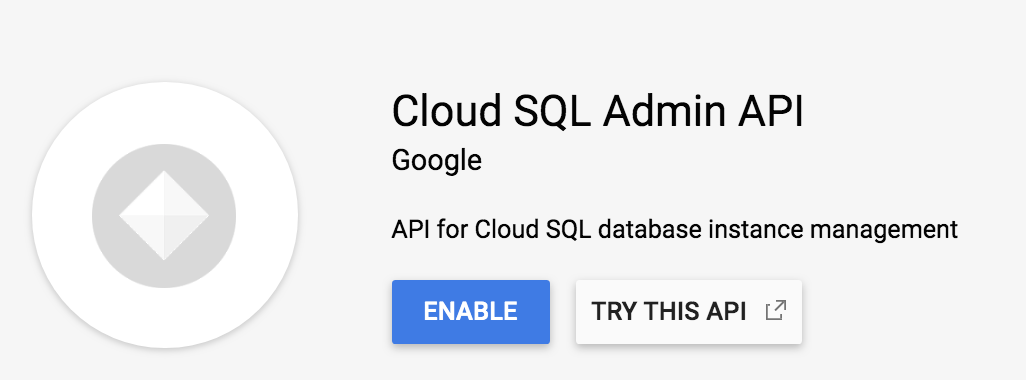 Cloud SQL Admin API
Google
API for Cloud SQL database instance management
ENABLE
TRY THIS API